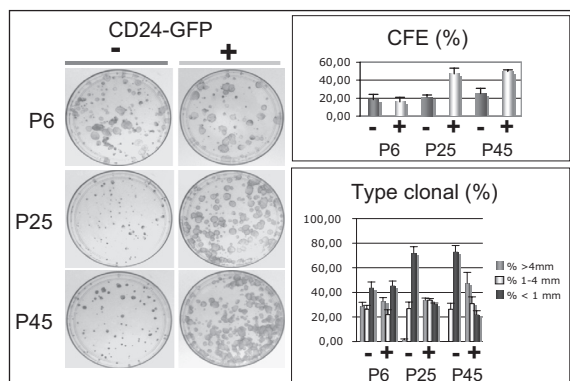 CD24-GFP
- +
P6
P25
P45
CFE (%)
60,00
40,00
20,00
0,00
- + - + - +
P6 P25 P45
Type clonal (%)
100,00
80,00
60,00
40,00
20,00
0,00
% >4mm
% 1-4 mm
% < 1 mm
- + - + - +
P6 P25 P45